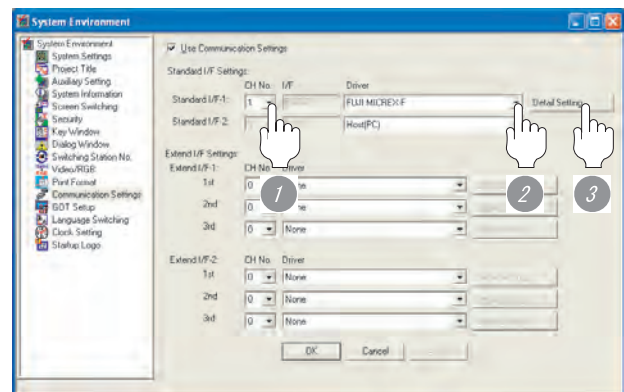 System Environment
System Environment
System Settings
Project Title
Auxiliary Setting
System Information
Screen Switching
Security
Key Window
Dialog Window
Switching Station No.
Video/RGB
Print Format
Communication Settings
GOT Setup
Language Switching
Clock Setting
Startup Logo
Use Communication Settings
Standard I/F Settings:
CH No. I/F Driver
Standard I/F-1: 1 FUJI MICREX-F Detail Setting
Standard I/F-2: Host(PC)
1 2 3
Extend I/F Settings:
Extend I/F-1: CH No. Driver
1st 0
2nd 0 None
3rd 0 None
Extend I/F-2: CH No. Driver
1st 0 None
2nd 0 None
3rd 0 None
OK Cancel